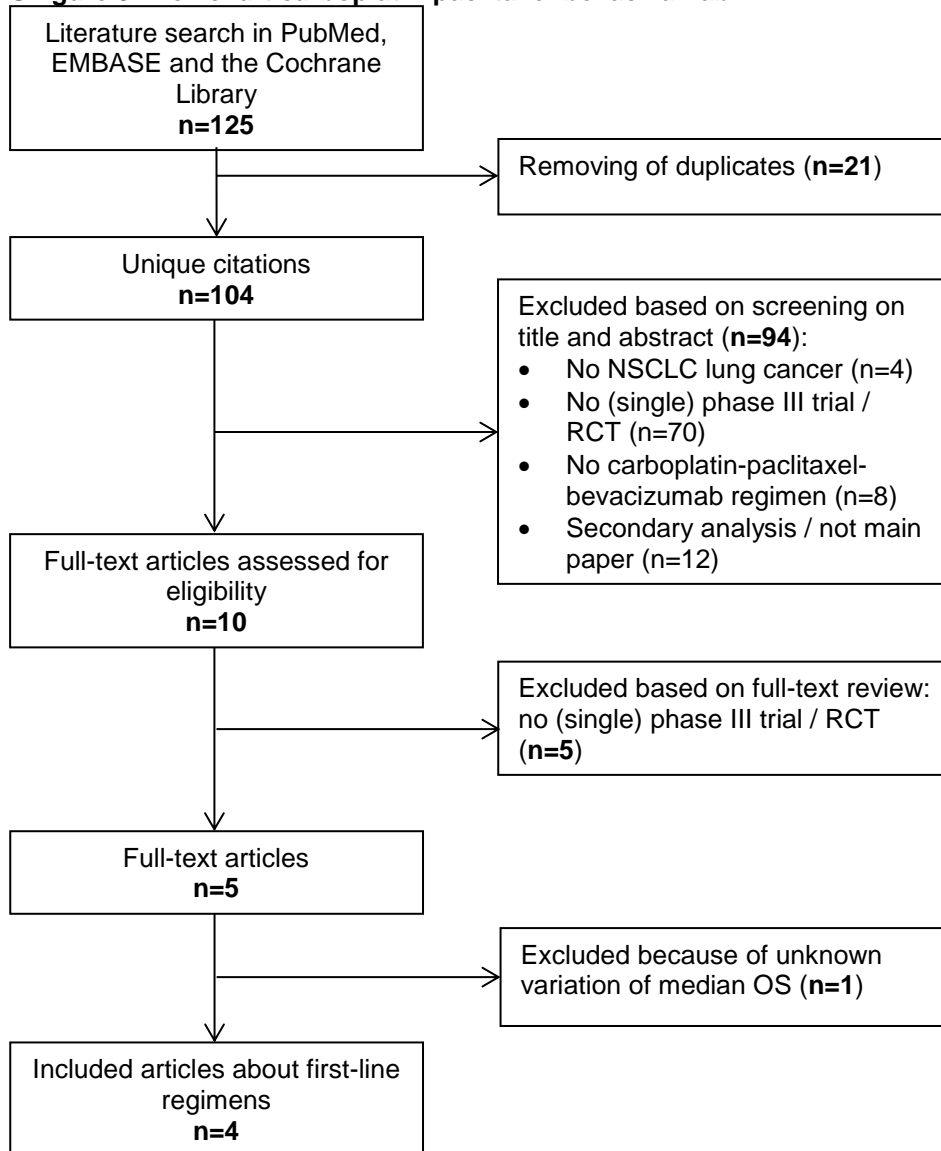 Literature search in PubMed,
EMBASE and the Cochrane
Library
n=125
Removing of duplicates (n=21)
Unique citations
n=104
Excluded based on screening on
title and abstract (n=94):
• No NSCLC lung cancer (n=4)
• No (single) phase III trial /
RCT (n=70)
• No carboplatin-paclitaxel-
bevacizumab regimen (n=8)
• Secondary analysis / not main
paper (n=12)
Full-text articles assessed for
eligibility
n=10
Excluded based on full-text review:
no (single) phase III trial / RCT
(n=5)
Full-text articles
n=5
Excluded because of unknown
variation of median OS (n=1)
Included articles about first-line
regimens
n=4